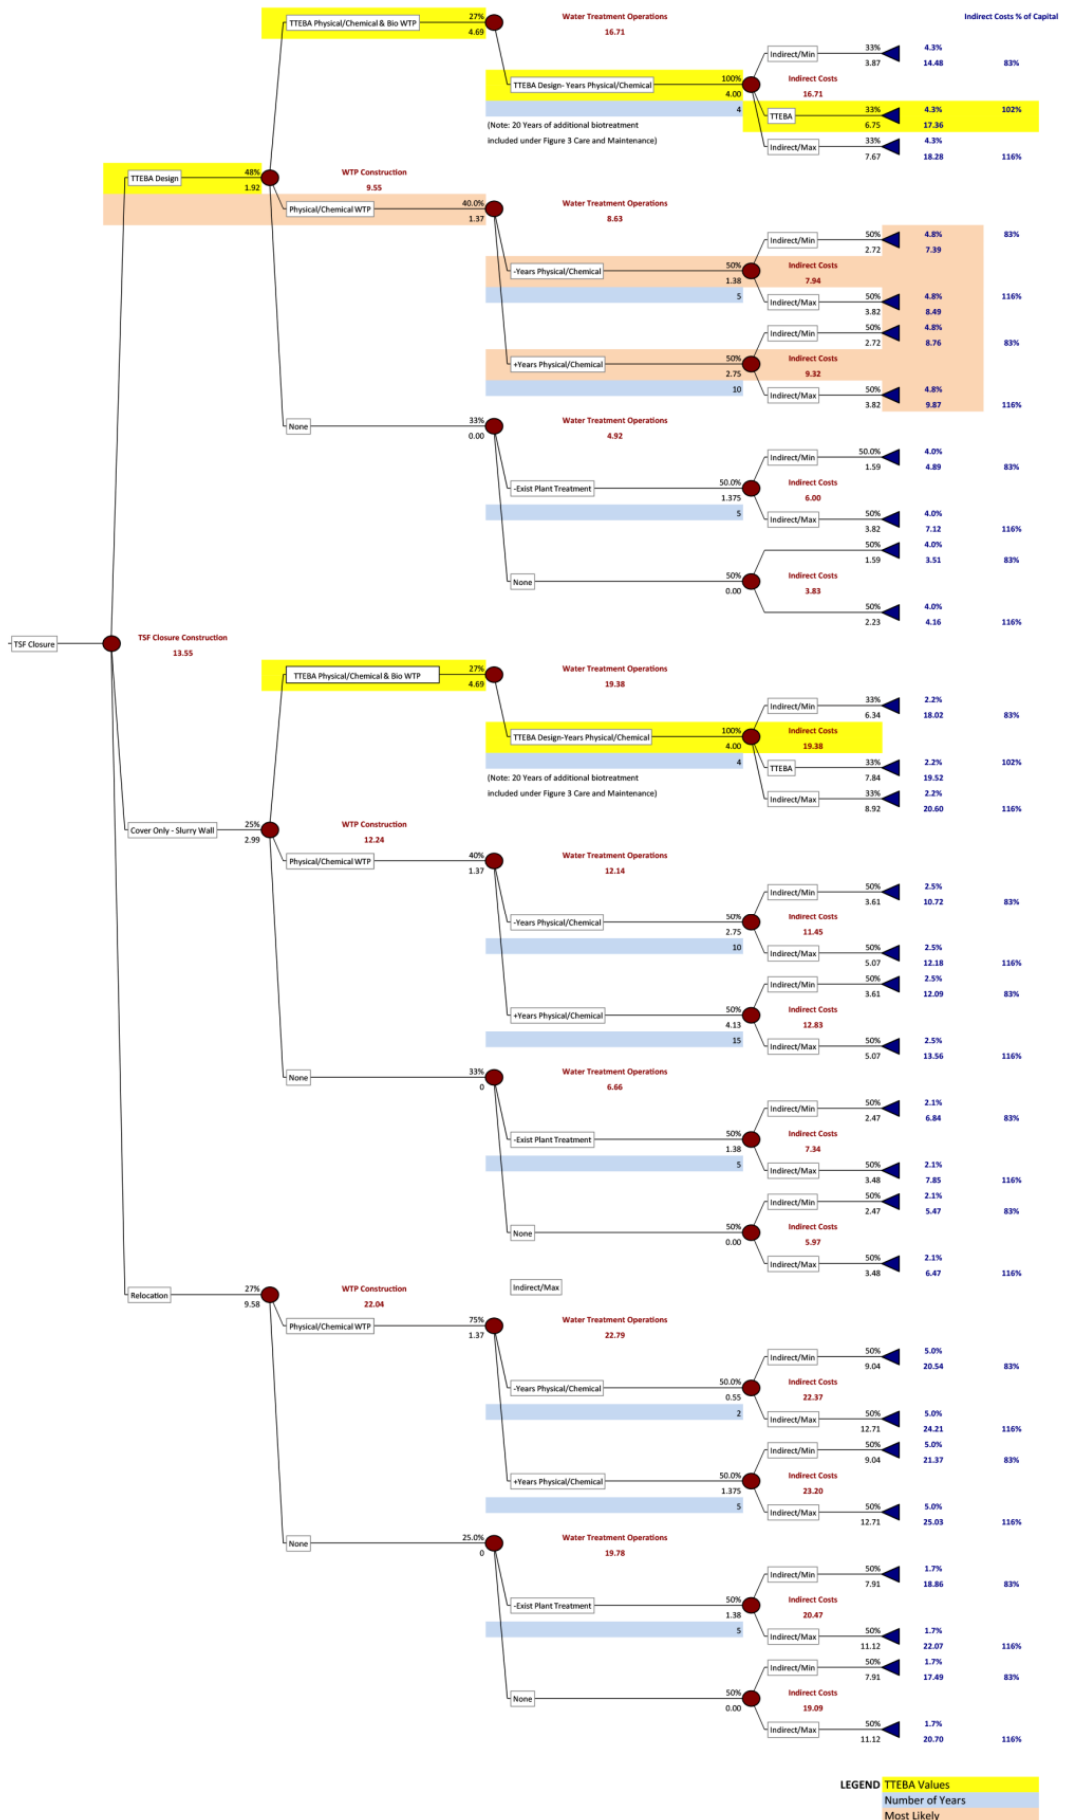 Indirect Costs % of Capital
TTEBA Physical/Chemical & Bio WTP 27% Water Treatment Operations
4.69 16.71
Indirect/Min 33% 4.3%
3.87 14.48 83%
TTEBA Design- Years Physical/Chemical 100% Indirect Costs
4.00 16.71
4 TTEBA 33% 4.3% 102%
(Note: 20 Years of additional biotreatment 6.75 17.36
included under Figure 3 Care and Maintenance) Indirect/Max 33% 4.3%
7.67 18.28 116%
TTEBA Design 48% WTP Construction
1.92 9.55
Physical/Chemical WTP 40.0% Water Treatment Operations
1.37 8.63
Indirect/Min 50% 4.8% 83%
2.72 7.39
-Years Physical/Chemical 50% Indirect Costs
1.38 7.94
5 Indirect/Max 50% 4.8% 116%
3.82 8.49
Indirect/Min 50% 4.8%
2.72 8.76 83%
+Years Physical/Chemical 50% Indirect Costs
2.75 9.32
10 Indirect/Max 50% 4.8%
3.82 9.87 116%
None 33% Water Treatment Operations
0.00 4.92
Indirect/Min 50.0% 4.0%
1.59 4.89 83%
-Exist Plant Treatment 50.0% Indirect Costs
1.375 6.00
5 Indirect/Max 50% 4.0%
3.82 7.12 116%
50% 4.0%
1.59 3.51 83%
None 50% Indirect Costs
0.00 3.83
50% 4.0%
2.23 4.16 116%
TSF Closure TSF Closure Construction
13.55
TTEBA Physical/Chemical & Bio WTP 27% Water Treatment Operations
4.69 19.38
Indirect/Min 33% 2.2%
6.34 18.02 83%
TTEBA Design-Years Physical/Chemical 100% Indirect Costs
4.00 19.38
4 TTEBA 33% 2.2% 102%
(Note: 20 Years of additional biotreatment 7.84 19.52
included under Figure 3 Care and Maintenance) Indirect/Max 33% 2.2%
8.92 20.60 116%
Cover Only - Slurry Wall 25% WTP Construction
2.99 12.24
Physical/Chemical WTP 40% Water Treatment Operations
1.37 12.14
Indirect/Min 50% 2.5%
3.61 10.72 83%
-Years Physical/Chemical 50% Indirect Costs
2.75 11.45
10 Indirect/Max 50% 2.5%
5.07 12.18 116%
Indirect/Min 50% 2.5%
3.61 12.09 83%
+Years Physical/Chemical 50% Indirect Costs
4.13 12.83
15 Indirect/Max 50% 2.5%
5.07 13.56 116%
None 33% Water Treatment Operations
0 6.66
Indirect/Min 50% 2.1%
2.47 6.84 83%
-Exist Plant Treatment 50% Indirect Costs
1.38 7.34
5 Indirect/Max 50% 2.1%
3.48 7.85 116%
Indirect/Min 50% 2.1%
2.47 5.47 83%
None 50% Indirect Costs
0.00 5.97
Indirect/Max 50% 2.1%
3.48 6.47 116%
Indirect/Max
Relocation 27% WTP Construction
9.58 22.04
Physical/Chemical WTP 75% Water Treatment Operations
1.37 22.79
Indirect/Min 50% 5.0%
9.04 20.54 83%
-Years Physical/Chemical 50.0% Indirect Costs
0.55 22.37
2 Indirect/Max 50% 5.0%
12.71 24.21 116%
Indirect/Min 50% 5.0%
9.04 21.37 83%
+Years Physical/Chemical 50.0% Indirect Costs
1.375 23.20
5 Indirect/Max 50% 5.0%
12.71 25.03 116%
None 25.0% Water Treatment Operations
0 19.78
Indirect/Min 50% 1.7%
7.91 18.86 83%
-Exist Plant Treatment 50% Indirect Costs
1.38 20.47
5 Indirect/Max 50% 1.7%
11.12 22.07 116%
Indirect/Min 50% 1.7%
7.91 17.49 83%
None 50% Indirect Costs
0.00 19.09
Indirect/Max 50% 1.7%
11.12 20.70 116%
LEGEND TTEBA Values
Number of Years
Most Likely